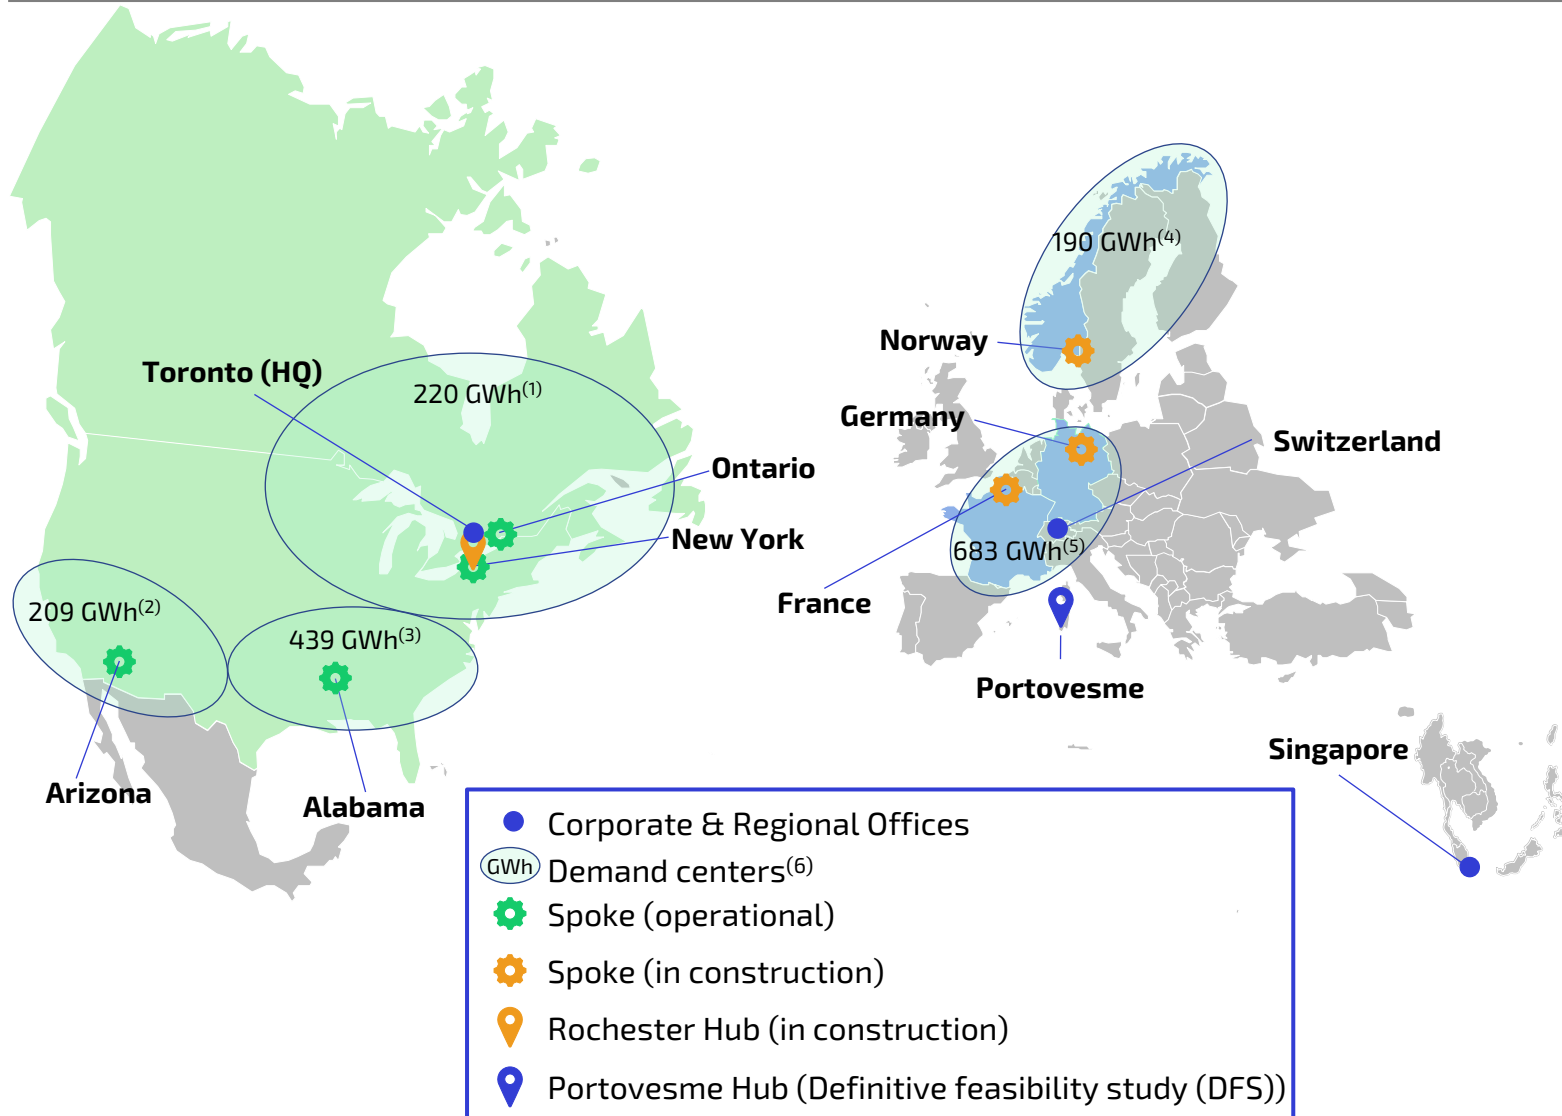 190 GWh(4)
Norway
Toronto (HQ)
220 GWh(1)
Germany
Switzerland
Ontario
New York
683 GWh(5)
France
209 GWh(2)
439 GWh(3)
Portovesme
Singapore
Arizona
Alabama
Corporate & Regional Offices
GWh Demand centers(6)
Spoke (operational)
Spoke (in construction)
Rochester Hub (in construction)
Portovesme Hub (Definitive feasibility study (DFS))